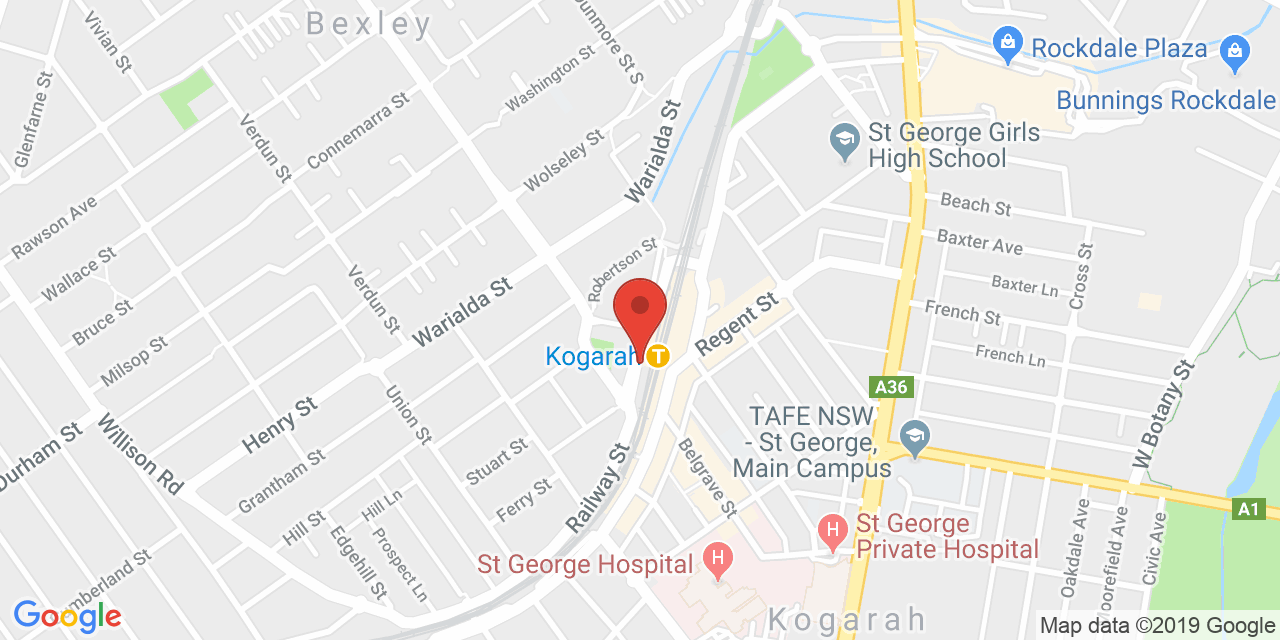 Bexley
Vivian St
Dunmore St S
Rockdale Plaza
Washington St
Glenfarne St
Bunnings Rockdale
Connemarra St
Verdun St
Warialda St
St George Girls
High School
Wolseley St
Rawson Ave
Beach St
Baxter Ave
Wallace St
Robertson St
Cross St
Verdun St
Baxter Ln
Bruce St
Warialda St
French St
Regent St
Milsop St
Kogarah
T
French Ln
A36
W Botany St
Henry St
Union St
TAFE NSW
- St George,
Main Campus
Durham St
Willison Rd
Stuart St
Belgrave St
Grantham St
Railway St
Ferry St
Hill Ln
A1
Hill St
St George
Private Hospital
H
Edgehill St
Prospect Ln
St George Hospital
H
Oakdale Ave
Moorefield Ave
Civic Ave
mberland St
Google
Kogarah
Map data ©2019 Google